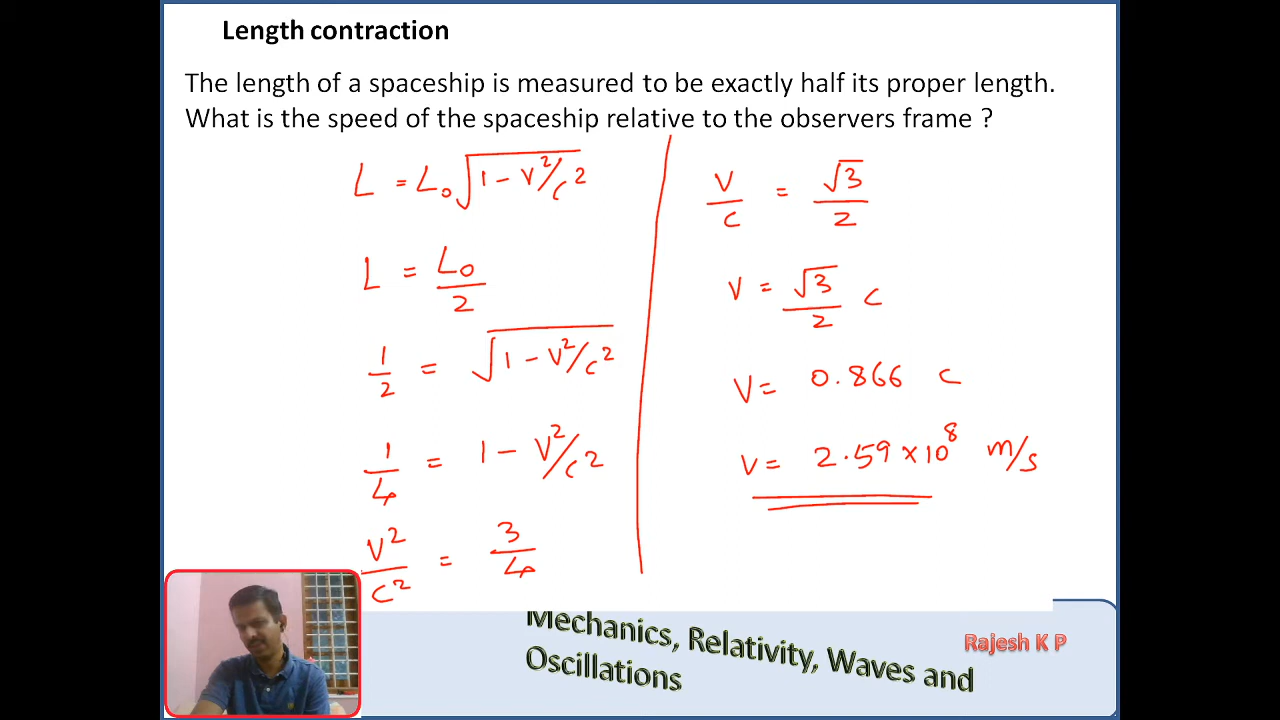 Length contraction
The length of a spaceship is measured to be exactly half its proper length.
What is the speed of the spaceship relative to the observers frame ?
L = L₀√(1 - V²/c²)
L = L₀/2
1/2 = √(1 - V²/c²)
1/4 = 1 - V²/c²
V²/c² = 3/4
V/c = √3/2
V = √3/2 c
V = 0.866 c
V = 2.59 × 10⁸ m/s
Mechanics, Relativity, Waves and
Oscillations
Rajesh K P